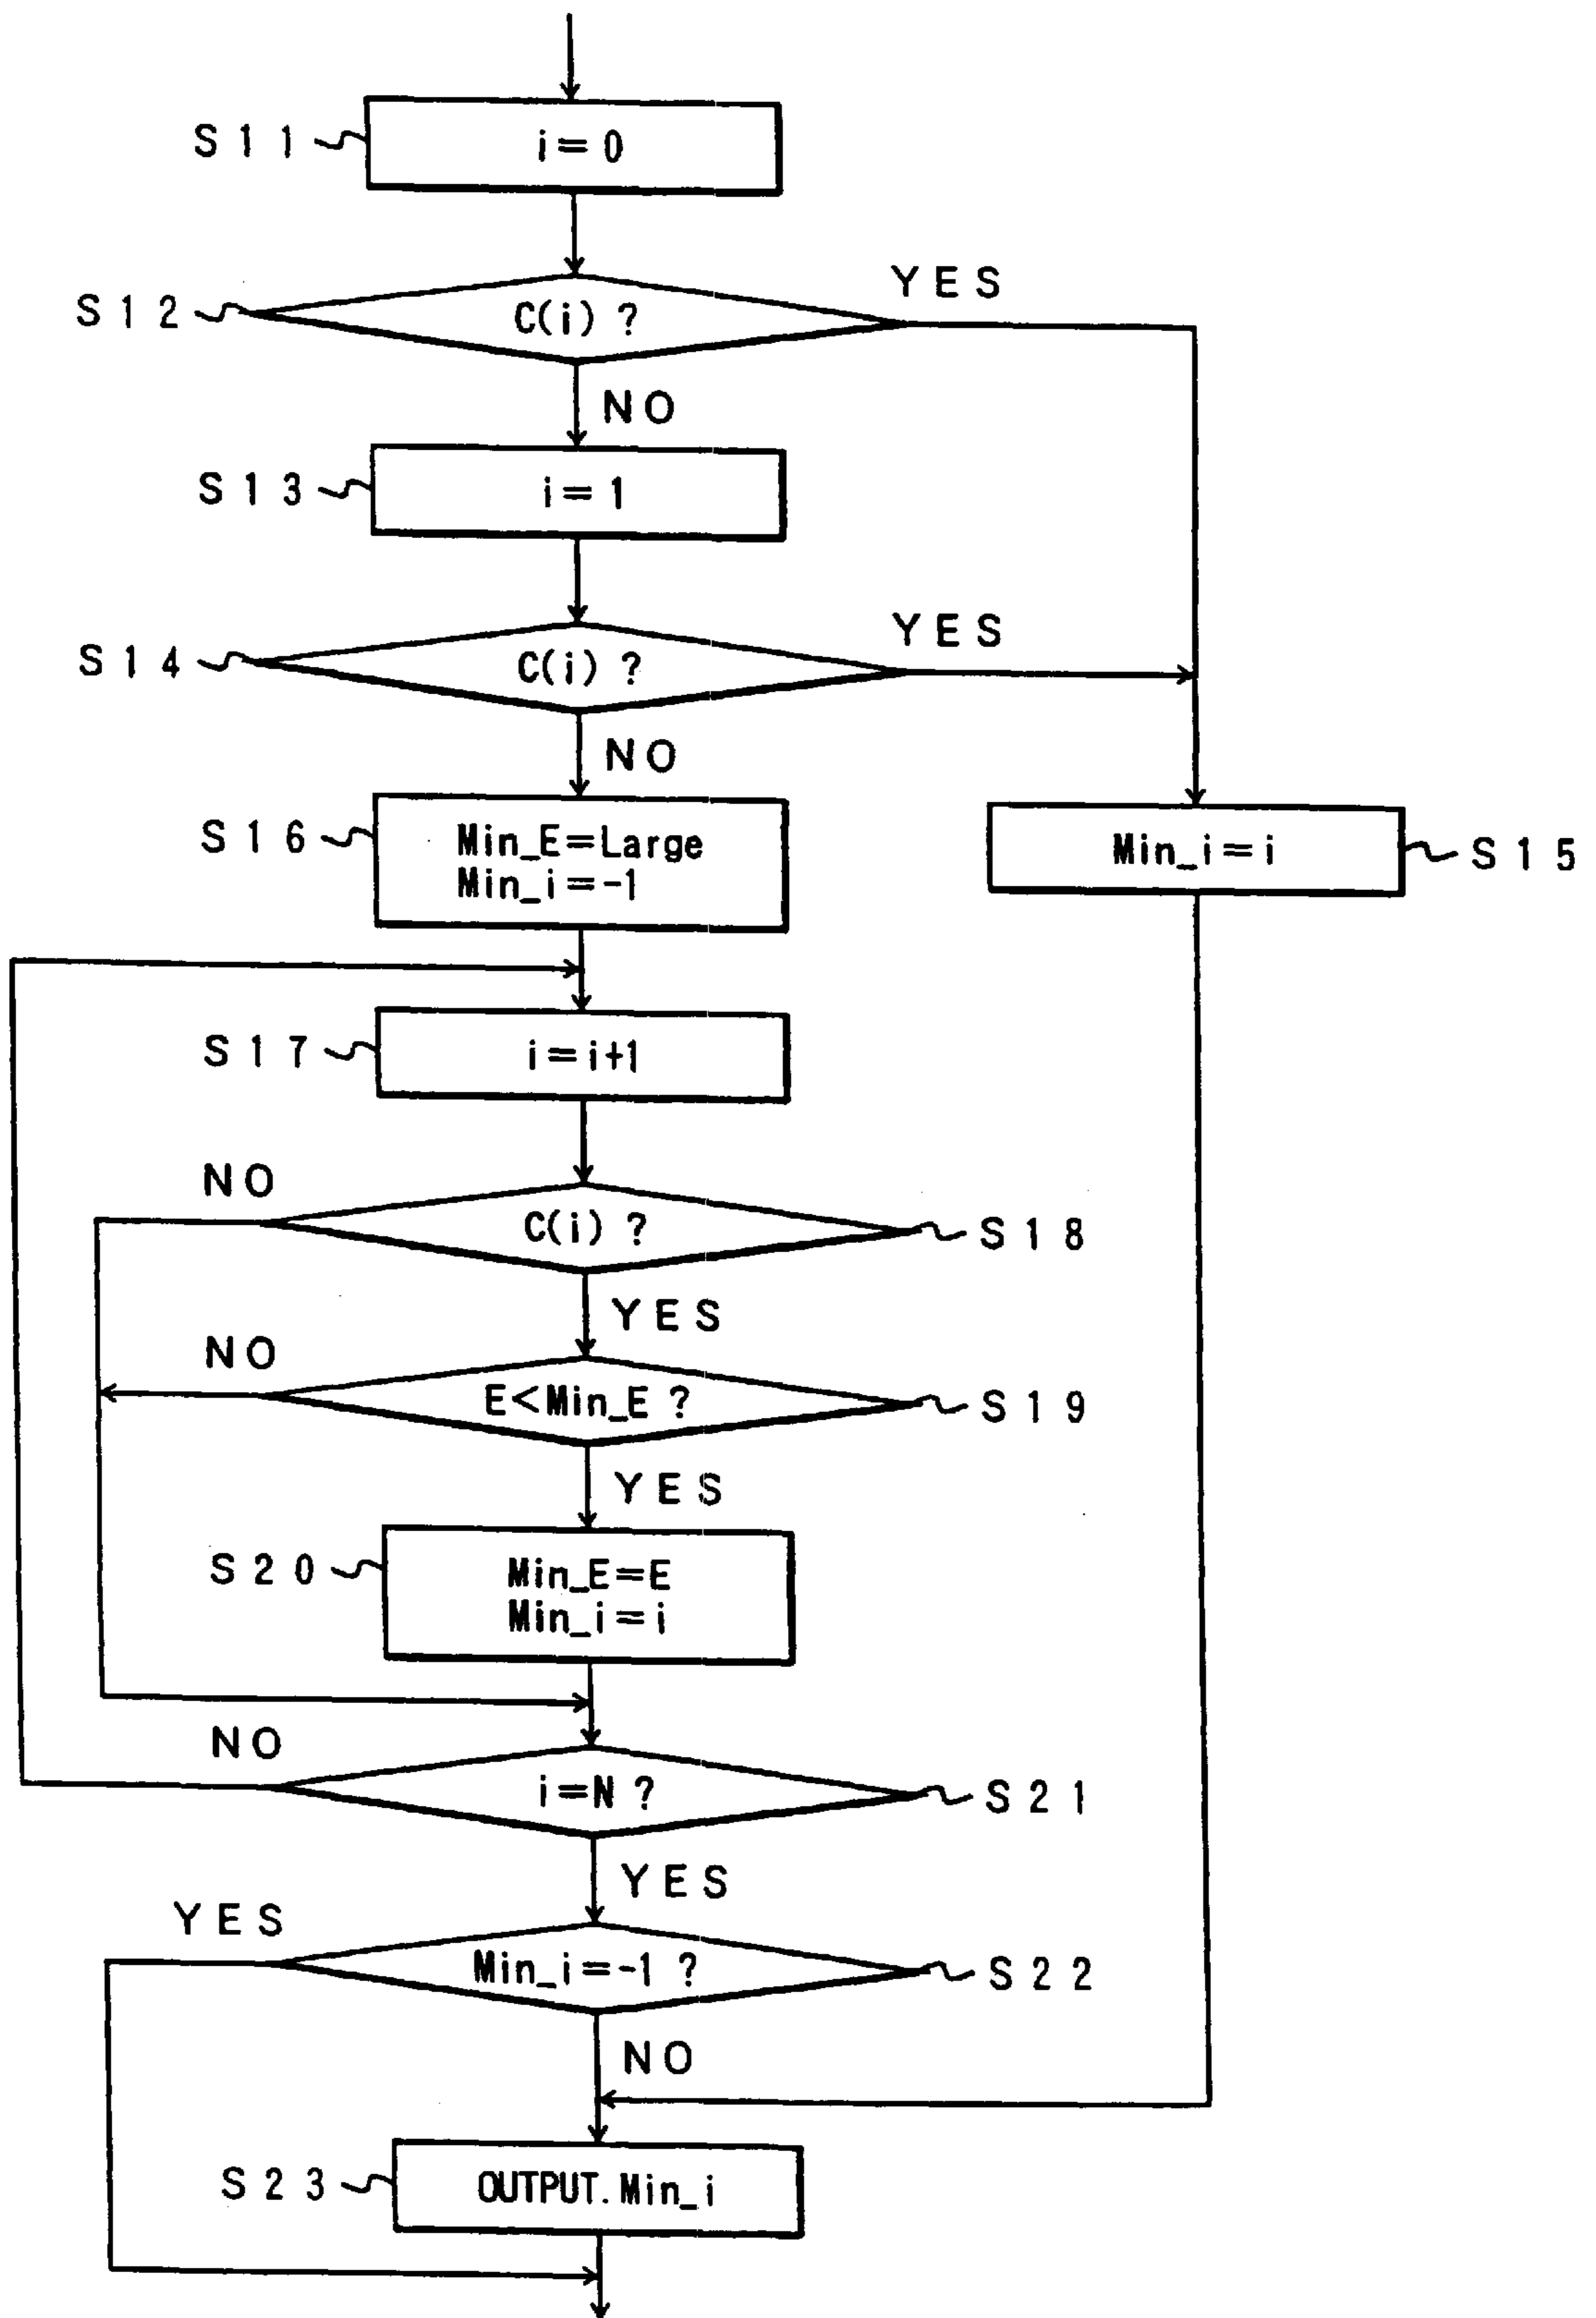 S11
i=0
S12
C(i) ?
YES
NO
S13
i=1
S14
C(i) ?
YES
NO
S16
Min_E=Large
Min_i=-1
Min_i=i
S15
S17
i=i+1
NO
C(i) ?
S18
YES
NO
E<Min_E ?
S19
YES
S20
Min_E=E
Min_i=i
NO
i=N ?
S21
YES
YES
Min_i=-1 ?
S22
NO
S23
OUTPUT. Min_i